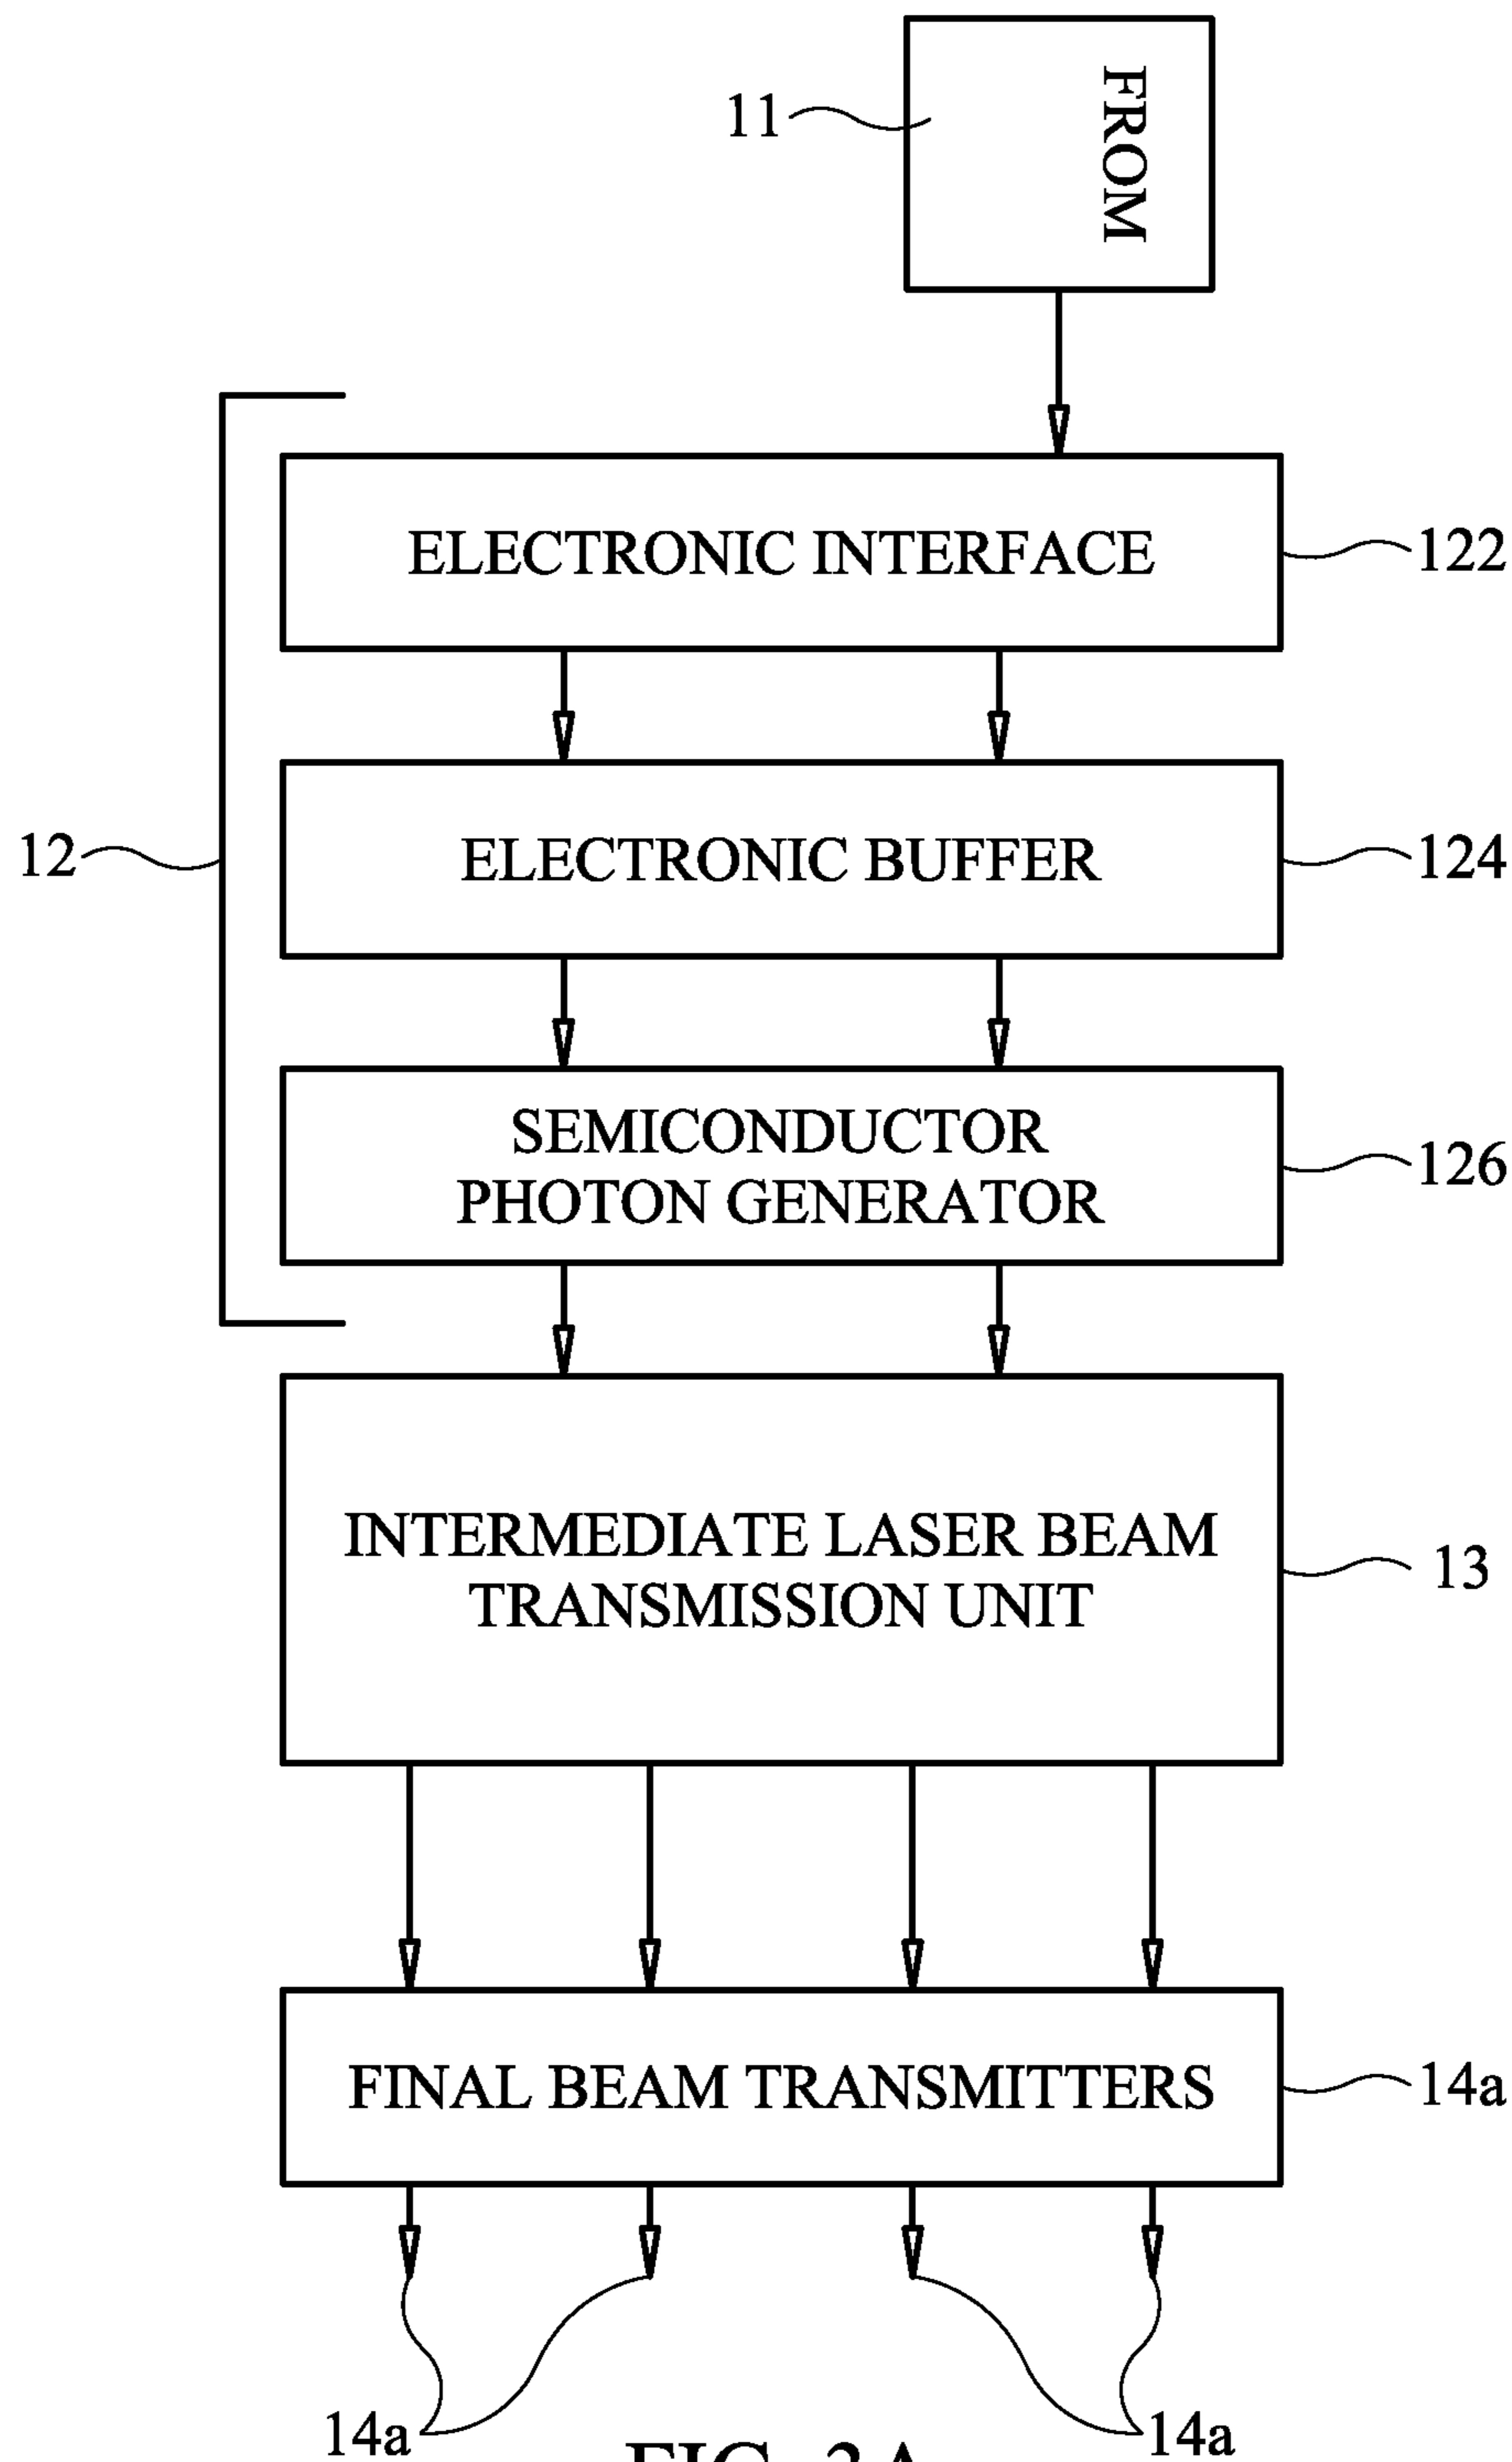 11
FROM
ELECTRONIC INTERFACE
122
12
ELECTRONIC BUFFER
124
SEMICONDUCTOR
PHOTON GENERATOR
126
INTERMEDIATE LASER BEAM
TRANSMISSION UNIT
13
FINAL BEAM TRANSMITTERS
14a
14a
14a